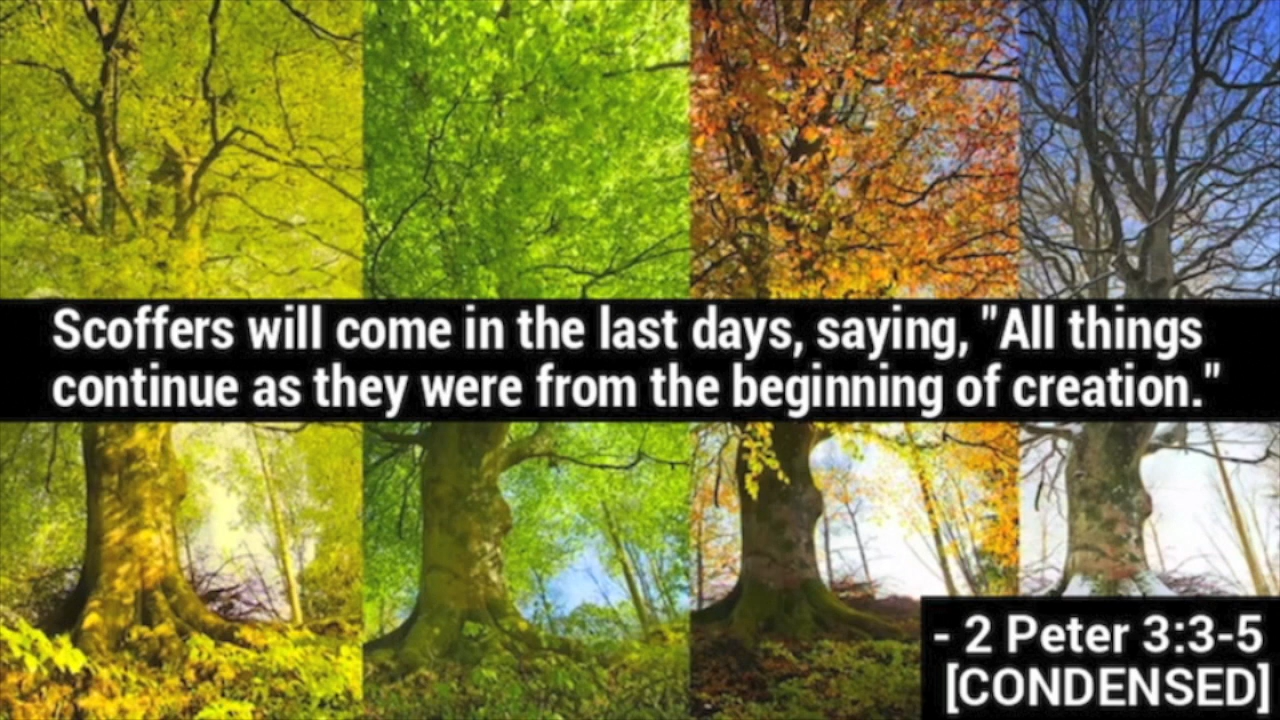 Scoffers will come in the last days, saying, "All things
continue as they were from the beginning of creation."
- 2 Peter 3:3-5
[CONDENSED]